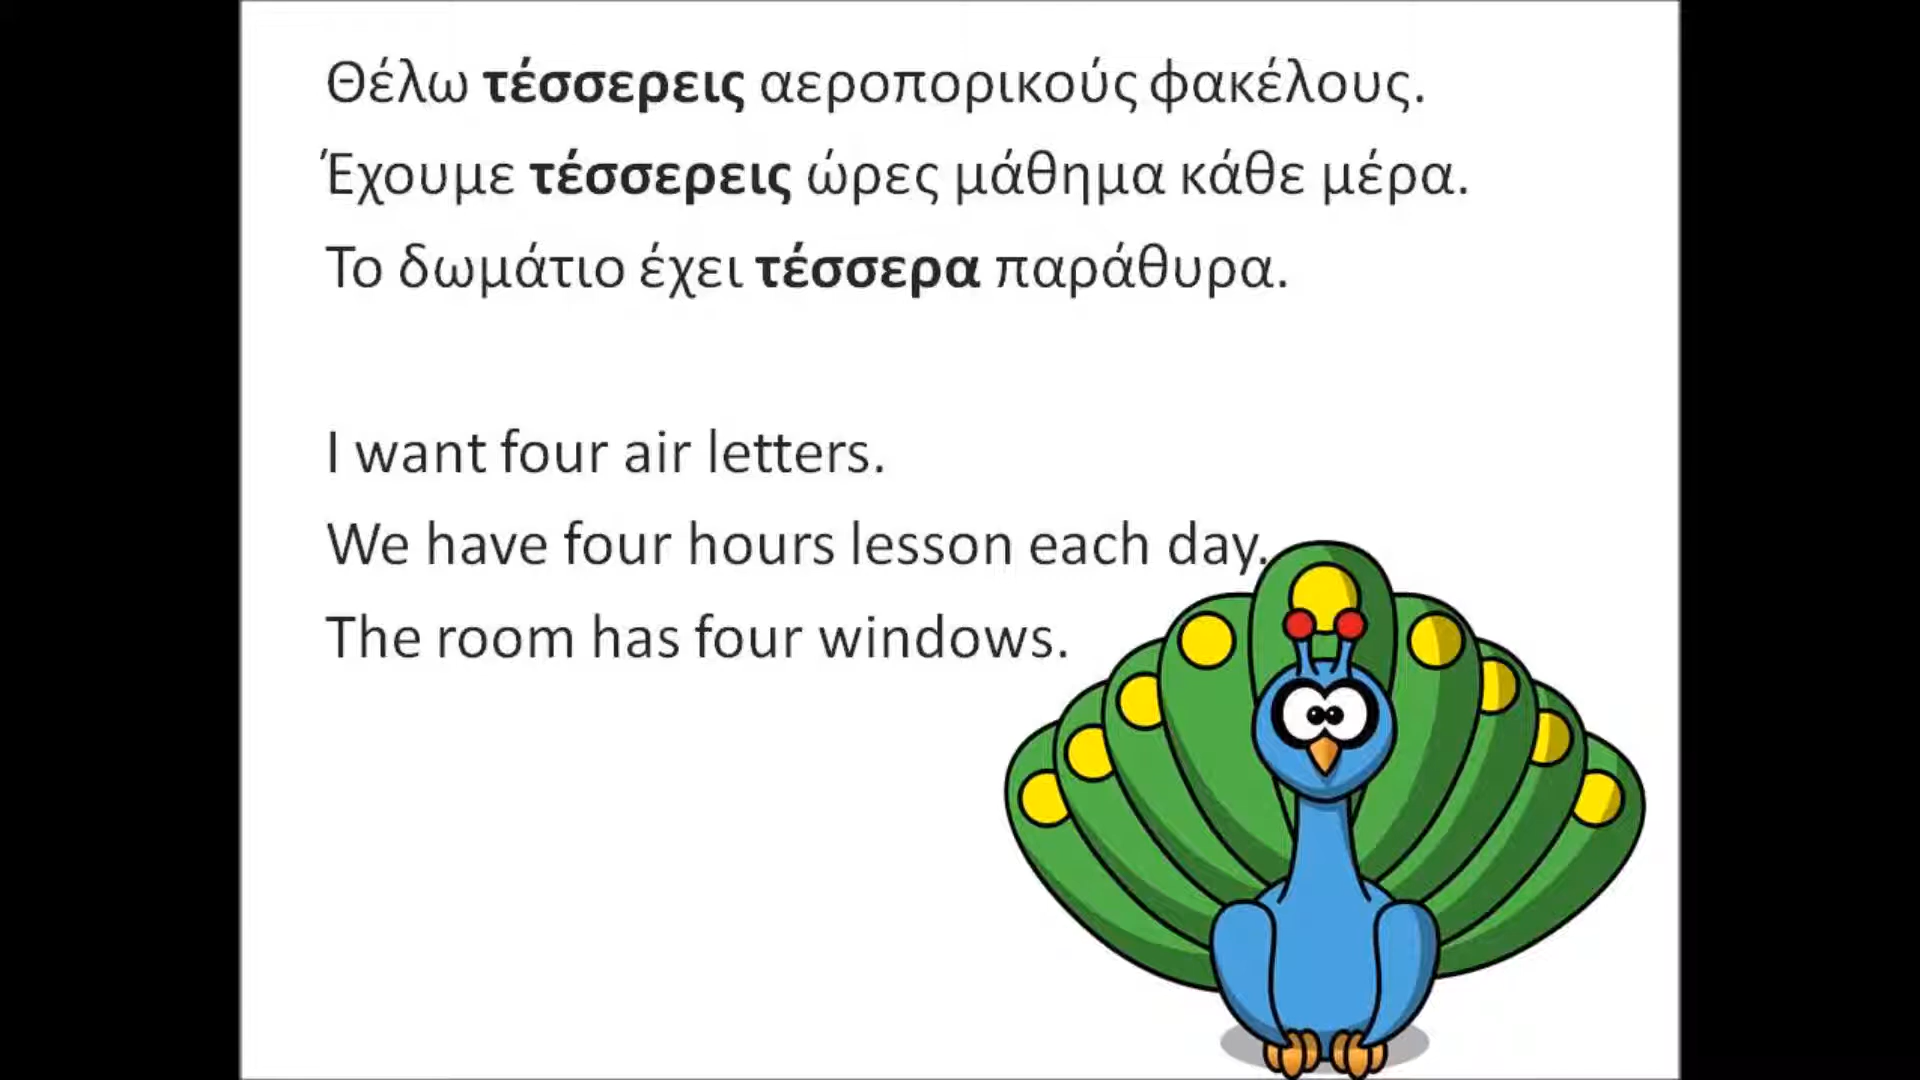 Θέλω τέσσερεις αεροπορικούς φακέλους.
Έχουμε τέσσερεις ώρες μάθημα κάθε μέρα.
Το δωμάτιο έχει τέσσερα παράθυρα.
I want four air letters.
We have four hours lesson each day.
The room has four windows.